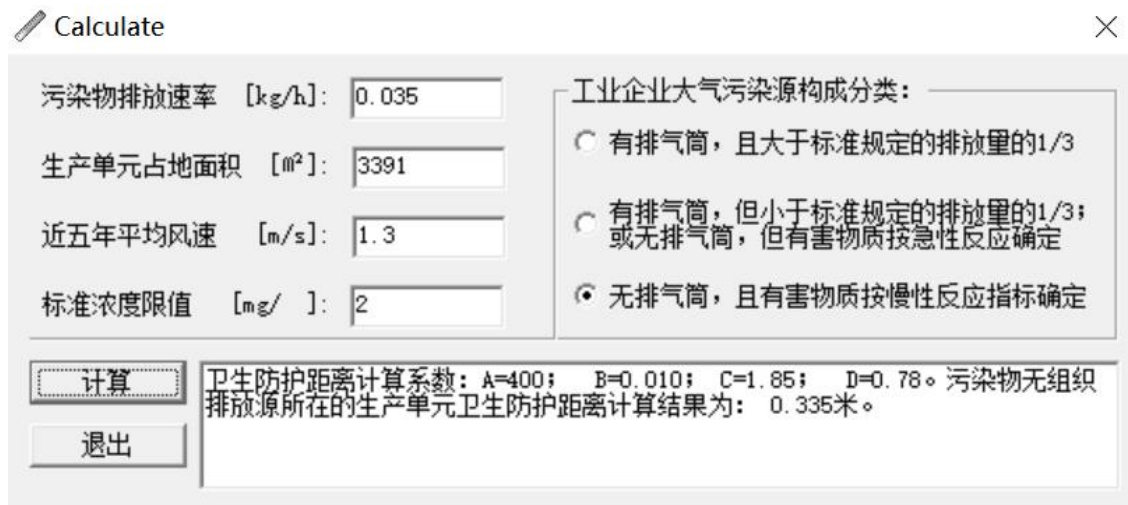 Calculate
污染物排放速率 [kg/h]: 0.035
生产单元占地面积 [m²]: 3391
近五年平均风速 [m/s]: 1.3
标准浓度限值 [mg/ ]: 2
工业企业大气污染源构成分类：
有排气筒，且大于标准规定的排放量的1/3
有排气筒，但小于标准规定的排放量的1/3；
或无排气筒，但有害物质按急性反应确定
无排气筒，且有害物质按慢性反应指标确定
计算
退出
卫生防护距离计算系数：A=400； B=0.010； C=1.85； D=0.78。污染物无组织
排放源所在的生产单元卫生防护距离计算结果为： 0.335米。